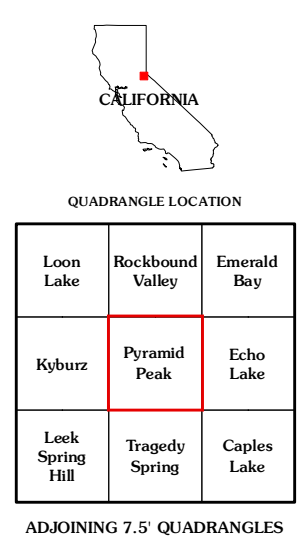 CALIFORNIA
QUADRANGLE LOCATION
Loon
Lake
Rockbound
Valley
Emerald
Bay
Kyburz
Pyramid
Peak
Echo
Lake
Leek
Spring
Hill
Tragedy
Spring
Caples
Lake
ADJOINING 7.5' QUADRANGLES